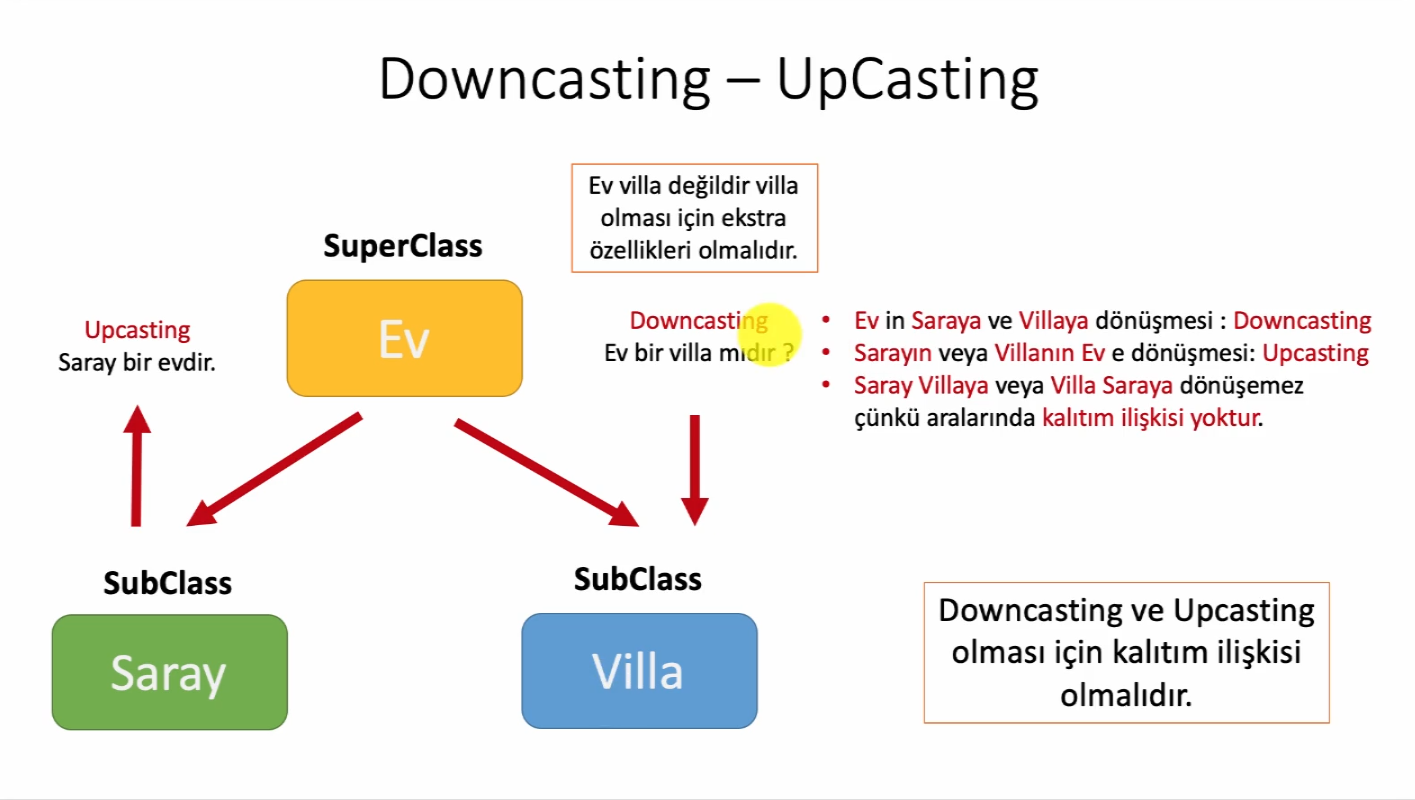 Downcasting – UpCasting
Ev villa değildir villa
olması için ekstra
özellikleri olmalıdır.
SuperClass
Ev
Upcasting
Saray bir evdir.
Downcasting
Ev bir villa mıdır ?
• Ev in Saraya ve Villaya dönüşmesi : Downcasting
• Sarayın veya Villanın Ev e dönüşmesi: Upcasting
• Saray Villaya veya Villa Saraya dönüşemez
çünkü aralarında kalıtım ilişkisi yoktur.
SubClass
Saray
SubClass
Villa
Downcasting ve Upcasting
olması için kalıtım ilişkisi
olmalıdır.